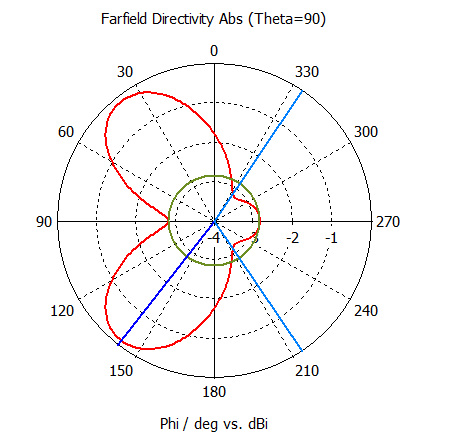 Farfield Directivity Abs (Theta=90)
0
30 330
60 300
90 -4 -3 -2 -1 270
120 240
150 210
180
Phi / deg vs. dBi